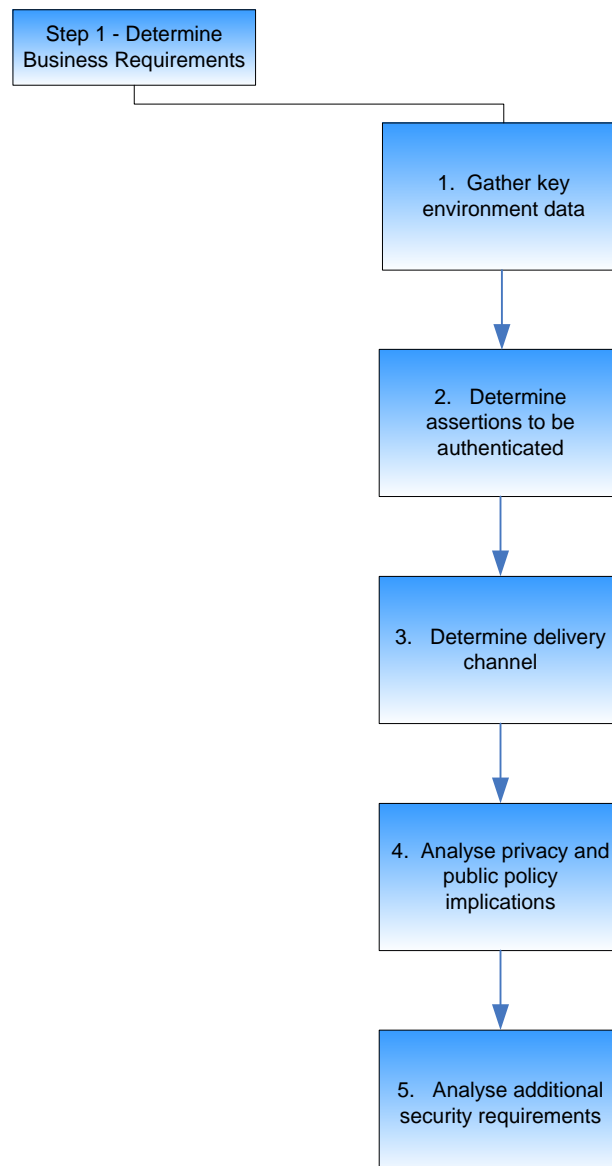 Step 1 - Determine
Business Requirements
1. Gather key
environment data
2. Determine
assertions to be
authenticated
3. Determine delivery
channel
4. Analyse privacy and
public policy
implications
5. Analyse additional
security requirements